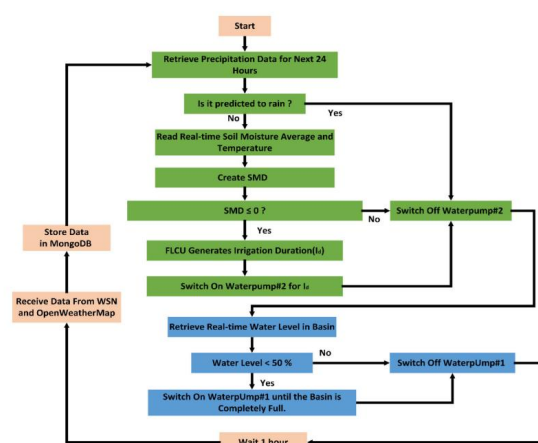 Start
Retrieve Precipitation Data for Next 24
Hours
Is it predicted to rain ?
Yes
No
Read Real-time Soil Moisture Average and
Temperature
Create SMD
SMD ≤ 0 ?
No
Switch Off Waterpump#2
Yes
Store Data
in MongoDB
FLCU Generates Irrigation Duration(Id)
Switch On Waterpump#2 for Id
Receive Data From WSN
and OpenWeatherMap
Retrieve Real-time Water Level in Basin
Water Level < 50 %
No
Switch Off WaterpUmp#1
Yes
Switch On WaterpUmp#1 until the Basin is
Completely Full.
Wait 1 hour